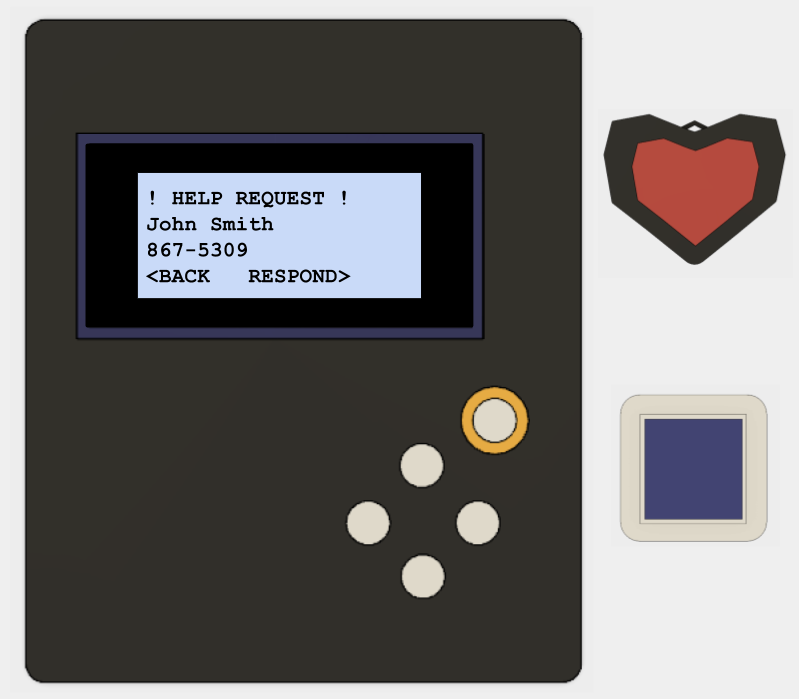 ! HELP REQUEST !
John Smith
867-5309
<BACK   RESPOND>